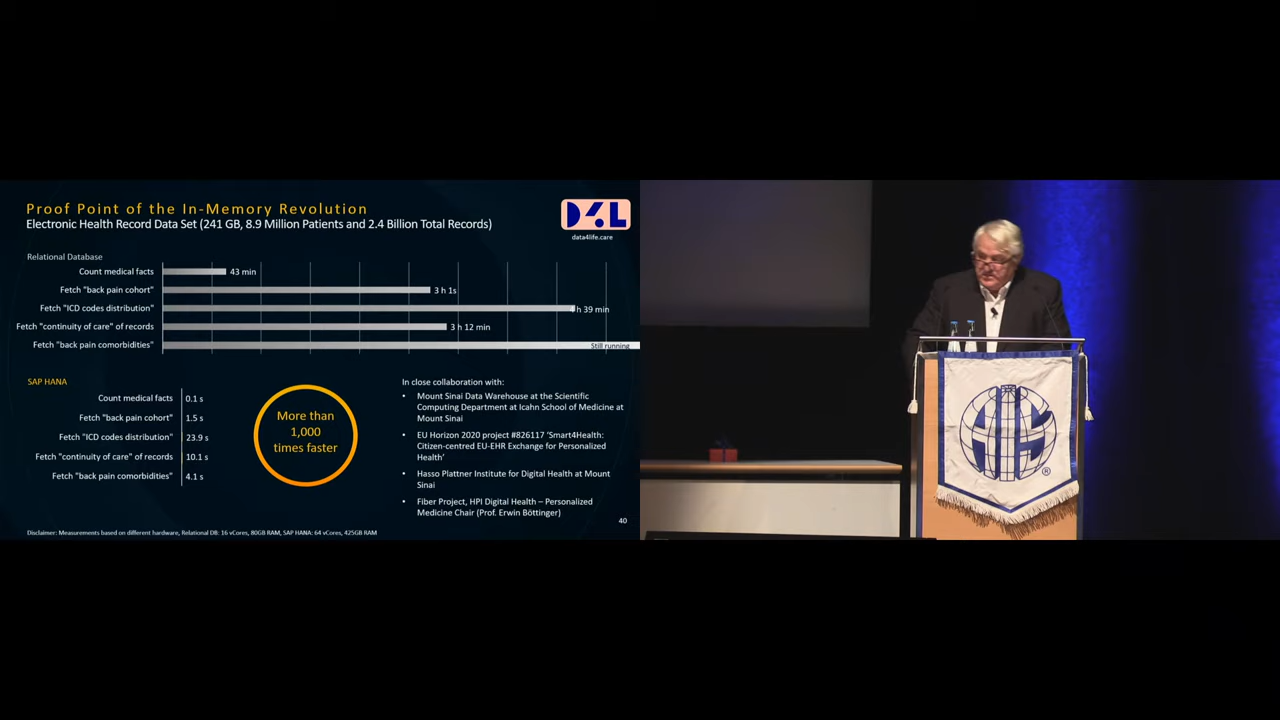 Proof Point of the In-Memory Revolution
Electronic Health Record Data Set (241 GB, 8.9 Million Patients and 2.4 Billion Total Records)
D4L
data4life.care
Relational Database
Count medical facts 43 min
Fetch "back pain cohort" 3 h 1s
Fetch "ICD codes distribution" h 39 min
Fetch "continuity of care" of records 3 h 12 min
Fetch "back pain comorbidities" Still running
SAP HANA
Count medical facts 0.1 s
Fetch "back pain cohort" 1.5 s
Fetch "ICD codes distribution" 23.9 s
Fetch "continuity of care" of records 10.1 s
Fetch "back pain comorbidities" 4.1 s
More than
1,000
times faster
In close collaboration with:
• Mount Sinai Data Warehouse at the Scientific
Computing Department at Icahn School of Medicine at
Mount Sinai
• EU Horizon 2020 project #826117 'Smart4Health:
Citizen-centred EU-EHR Exchange for Personalized
Health'
• Hasso Plattner Institute for Digital Health at Mount
Sinai
• Fiber Project, HPI Digital Health – Personalized
Medicine Chair (Prof. Erwin Böttinger)
40
Disclaimer: Measurements based on different hardware, Relational DB: 16 vCores, 80GB RAM, SAP HANA: 64 vCores, 425GB RAM
HHK
®